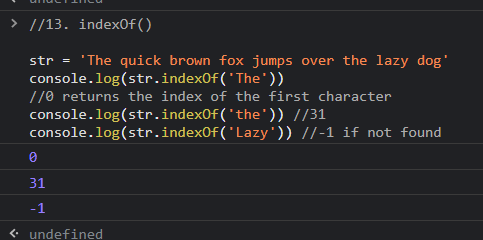 undefined
> //13. indexOf()
str = 'The quick brown fox jumps over the lazy dog'
console.log(str.indexOf('The'))
//0 returns the index of the first character
console.log(str.indexOf('the')) //31
console.log(str.indexOf('Lazy')) //-1 if not found
0
31
-1
undefined